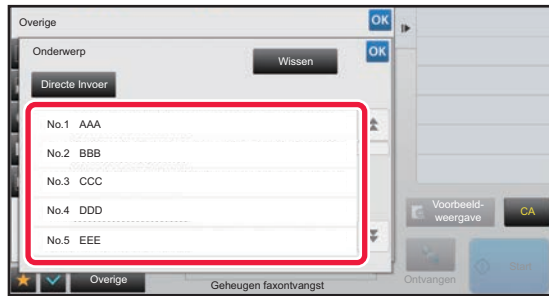 Overige
OK
Onderwerp
Wissen
OK
Directe Invoer
No.1 AAA
No.2 BBB
No.3 CCC
No.4 DDD
No.5 EEE
Voorbeeld-
weergave
CA
Overige
Geheugen faxontvangst
Ontvangen
Start